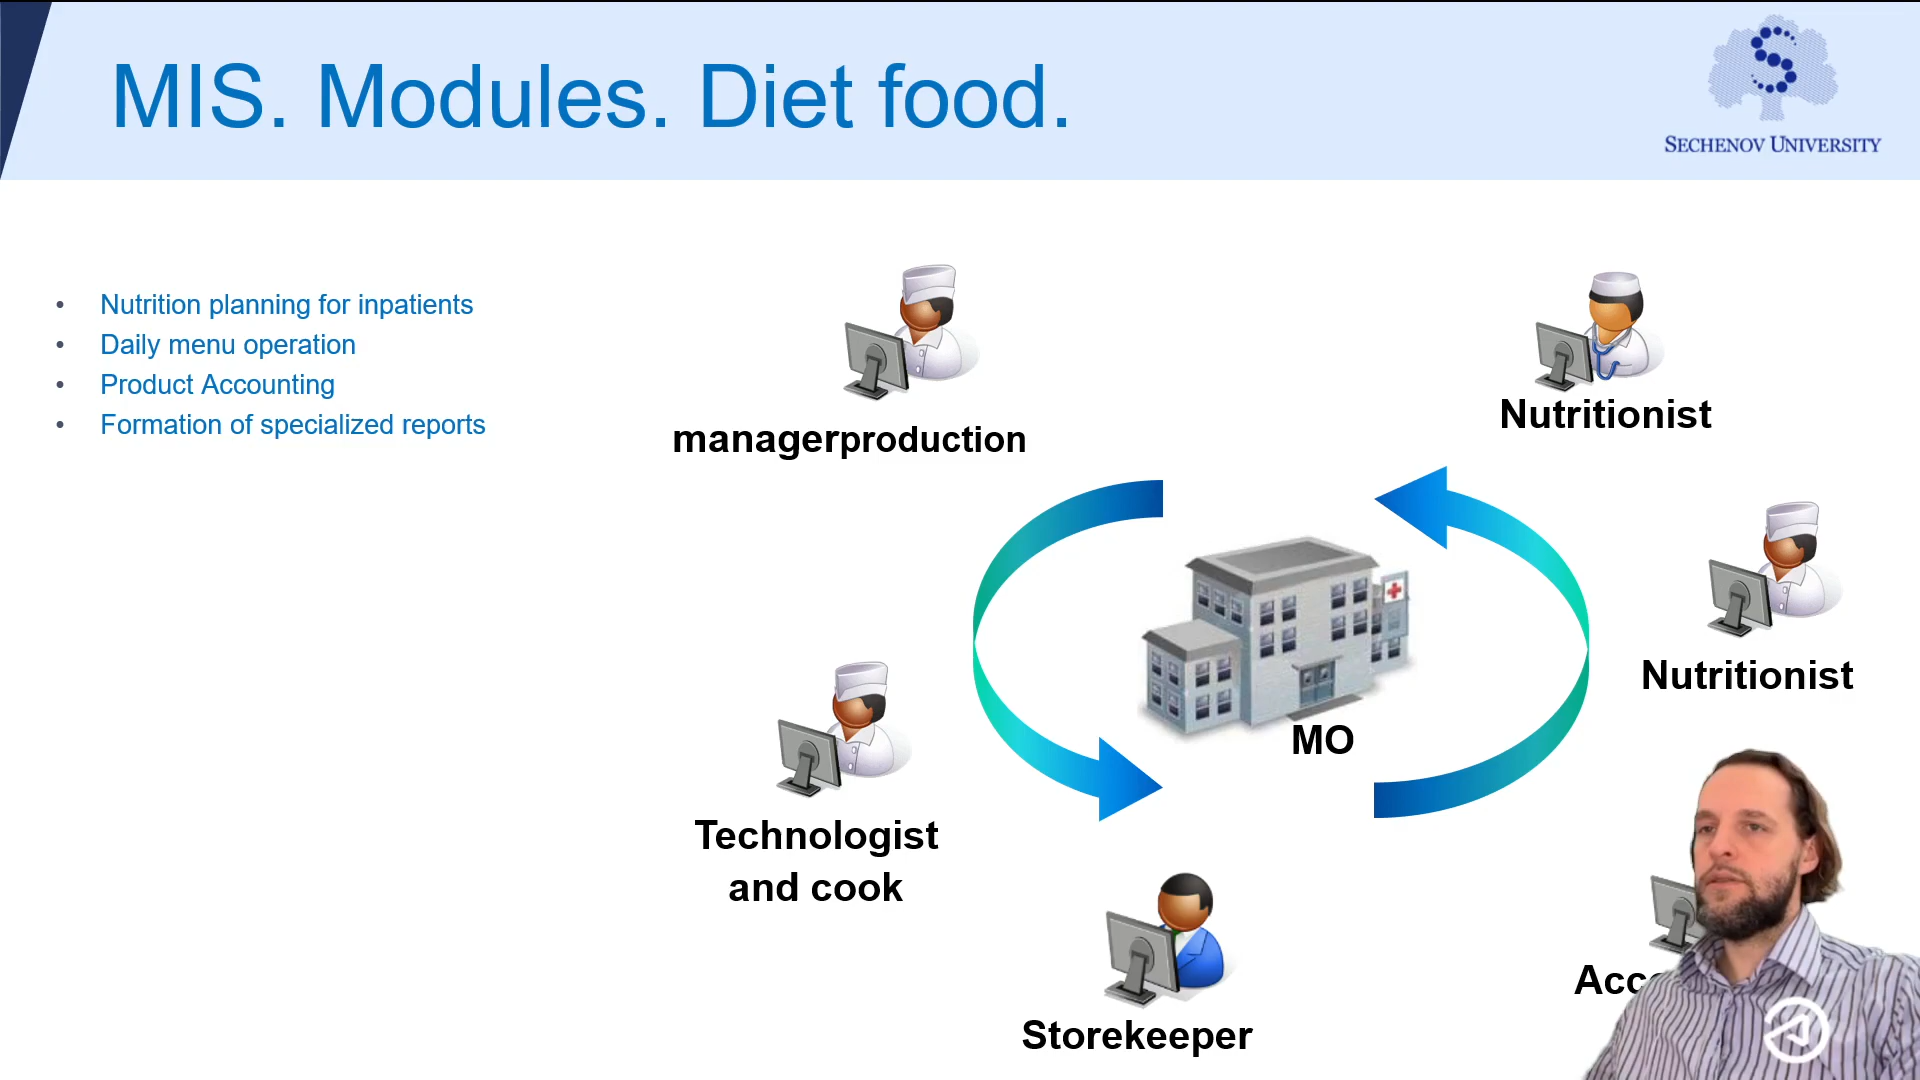 MIS. Modules. Diet food.
SECHENOV UNIVERSITY
• Nutrition planning for inpatients
• Daily menu operation
• Product Accounting
• Formation of specialized reports
managerproduction
Nutritionist
Nutritionist
MO
Technologist
and cook
Storekeeper